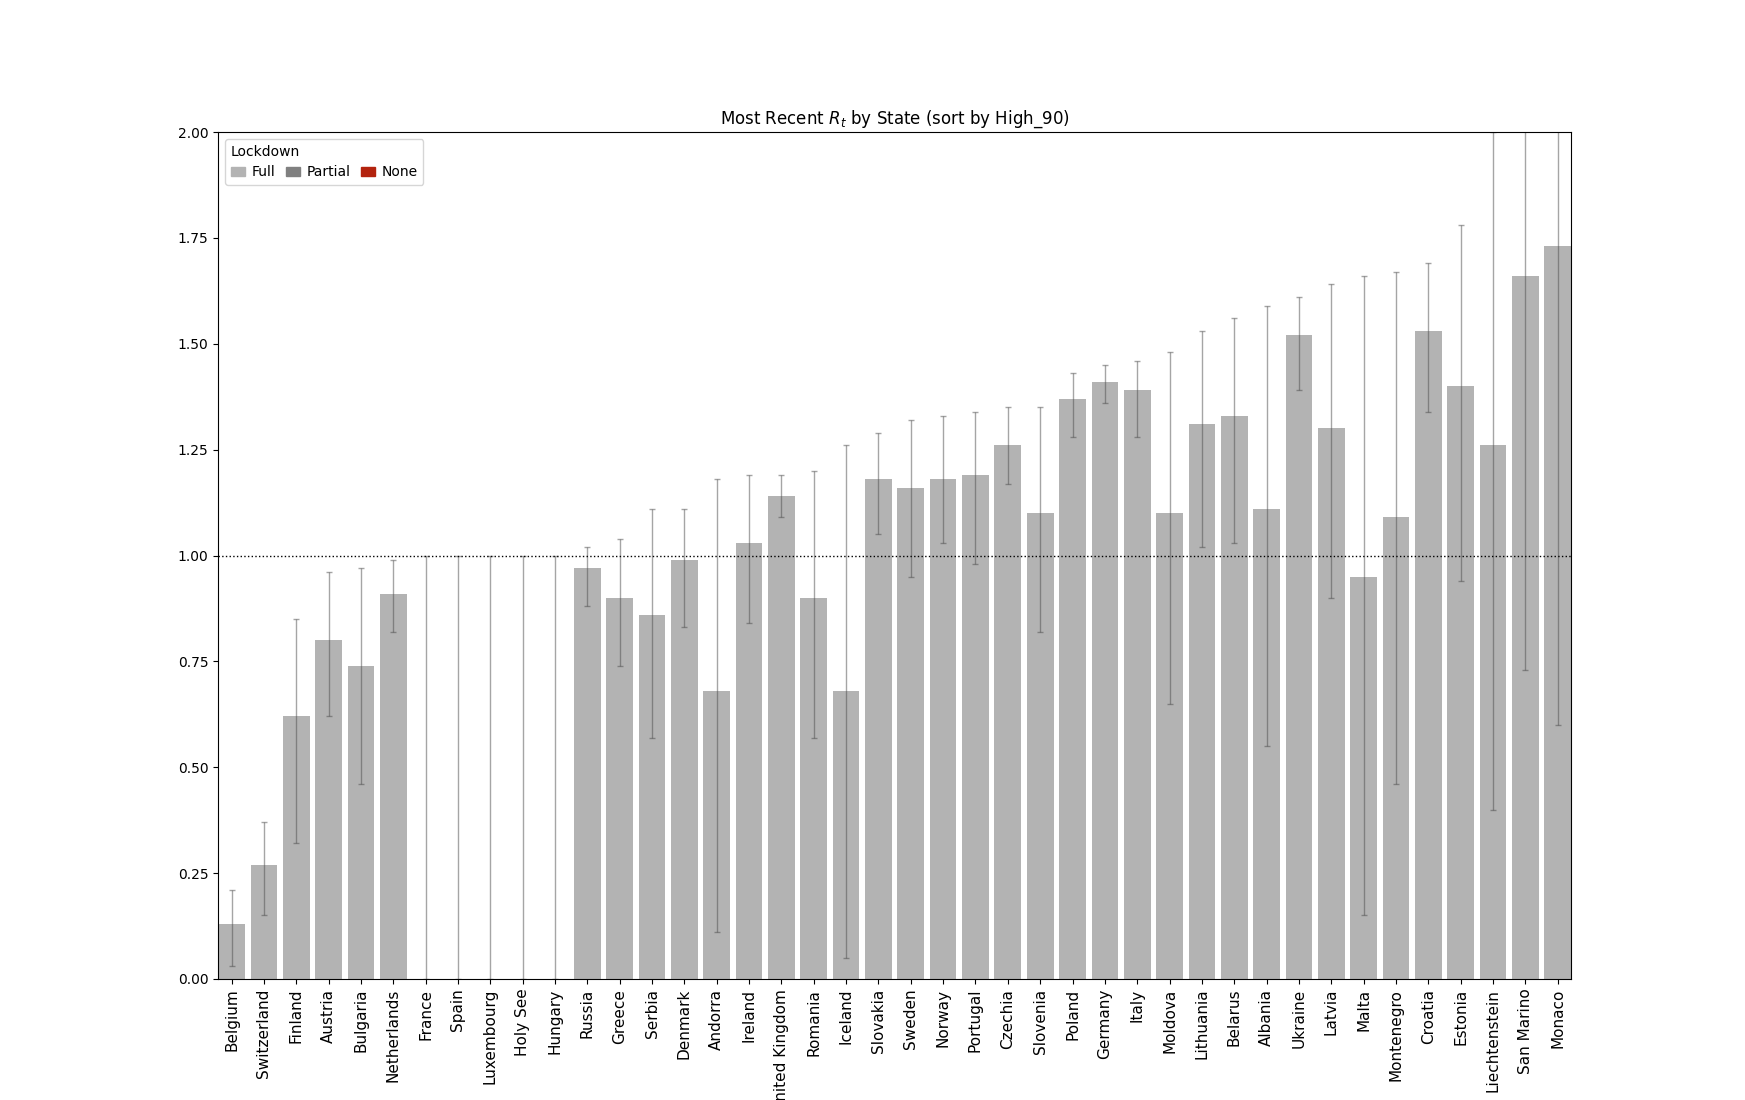 Most Recent R_t by State (sort by High_90)
Lockdown
Full Partial None
2.00
1.75
1.50
1.25
1.00
0.75
0.50
0.25
0.00
Belgium
Switzerland
Finland
Austria
Bulgaria
Netherlands
France
Spain
Luxembourg
Holy See
Hungary
Russia
Greece
Serbia
Denmark
Andorra
Ireland
nited Kingdom
Romania
Iceland
Slovakia
Sweden
Norway
Portugal
Czechia
Slovenia
Poland
Germany
Italy
Moldova
Lithuania
Belarus
Albania
Ukraine
Latvia
Malta
Montenegro
Croatia
Estonia
Liechtenstein
San Marino
Monaco